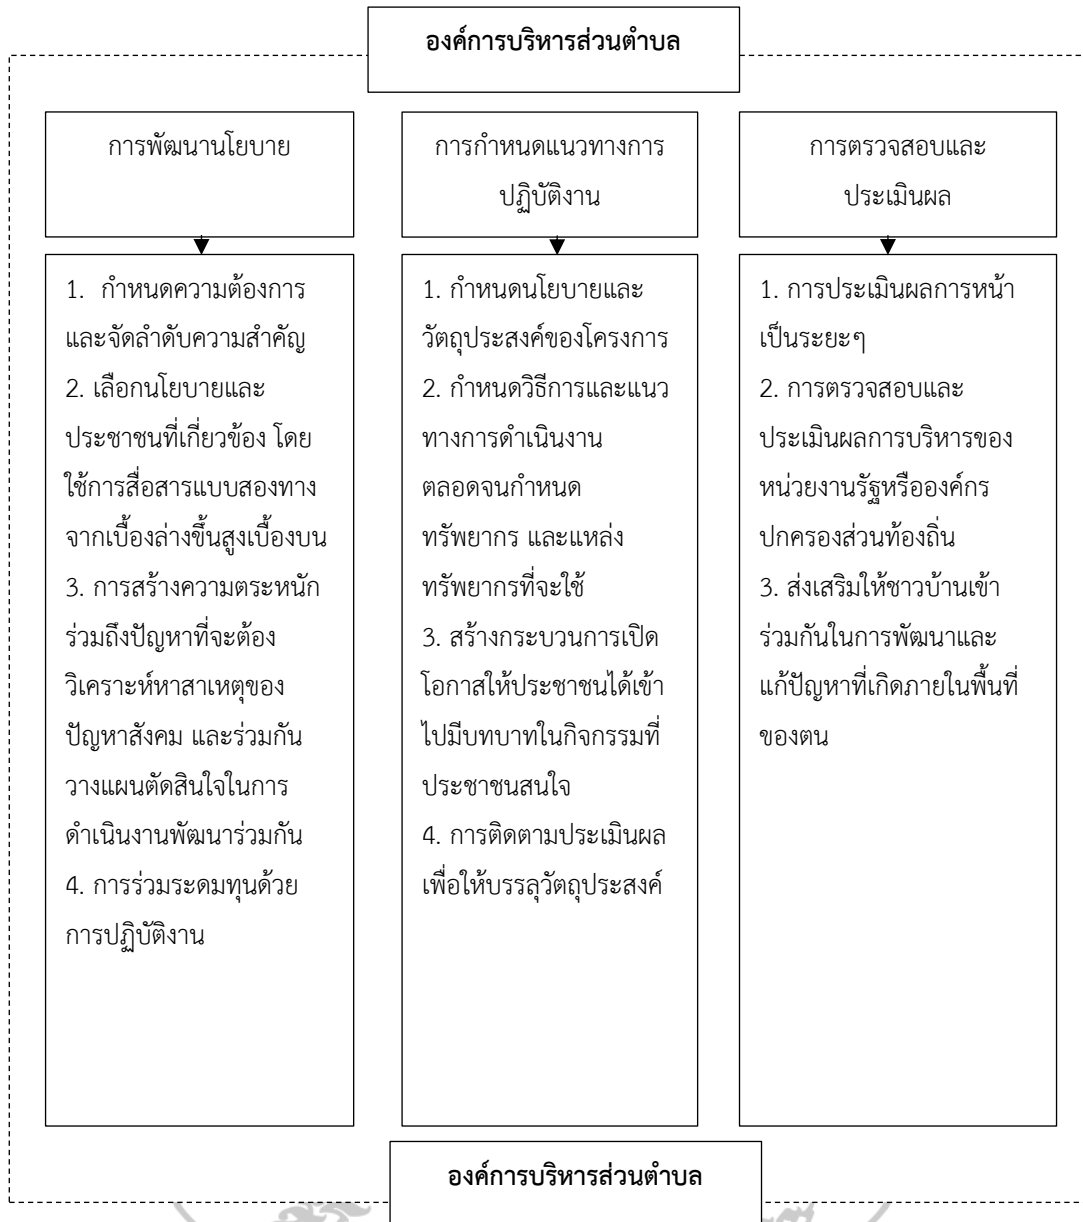 องค์การบริหารส่วนตำบล
การพัฒนานโยบาย
1. กำหนดความต้องการ
และจัดลำดับความสำคัญ
2. เลือกนโยบายและ
ประชาชนที่เกี่ยวข้อง โดย
ใช้การสื่อสารแบบสองทาง
จากเบื้องล่างขึ้นสูงเบื้องบน
3. การสร้างความตระหนัก
ร่วมถึงปัญหาที่จะต้อง
วิเคราะห์หาสาเหตุของ
ปัญหาสังคม และร่วมกัน
วางแผนตัดสินใจในการ
ดำเนินงานพัฒนาร่วมกัน
4. การร่วมระดมทุนด้วย
การปฏิบัติงาน
การกำหนดแนวทางการ
ปฏิบัติงาน
1. กำหนดนโยบายและ
วัตถุประสงค์ของโครงการ
2. กำหนดวิธีการและแนว
ทางการดำเนินงาน
ตลอดจนกำหนด
ทรัพยากร และแหล่ง
ทรัพยากรที่จะใช้
3. สร้างกระบวนการเปิด
โอกาสให้ประชาชนได้เข้า
ไปมีบทบาทในกิจกรรมที่
ประชาชนสนใจ
4. การติดตามประเมินผล
เพื่อให้บรรลุวัตถุประสงค์
การตรวจสอบและ
ประเมินผล
1. การประเมินผลการหน้า
เป็นระยะๆ
2. การตรวจสอบและ
ประเมินผลการบริหารของ
หน่วยงานรัฐหรือองค์กร
ปกครองส่วนท้องถิ่น
3. ส่งเสริมให้ชาวบ้านเข้า
ร่วมกันในการพัฒนาและ
แก้ปัญหาที่เกิดภายในพื้นที่
ของตน
องค์การบริหารส่วนตำบล